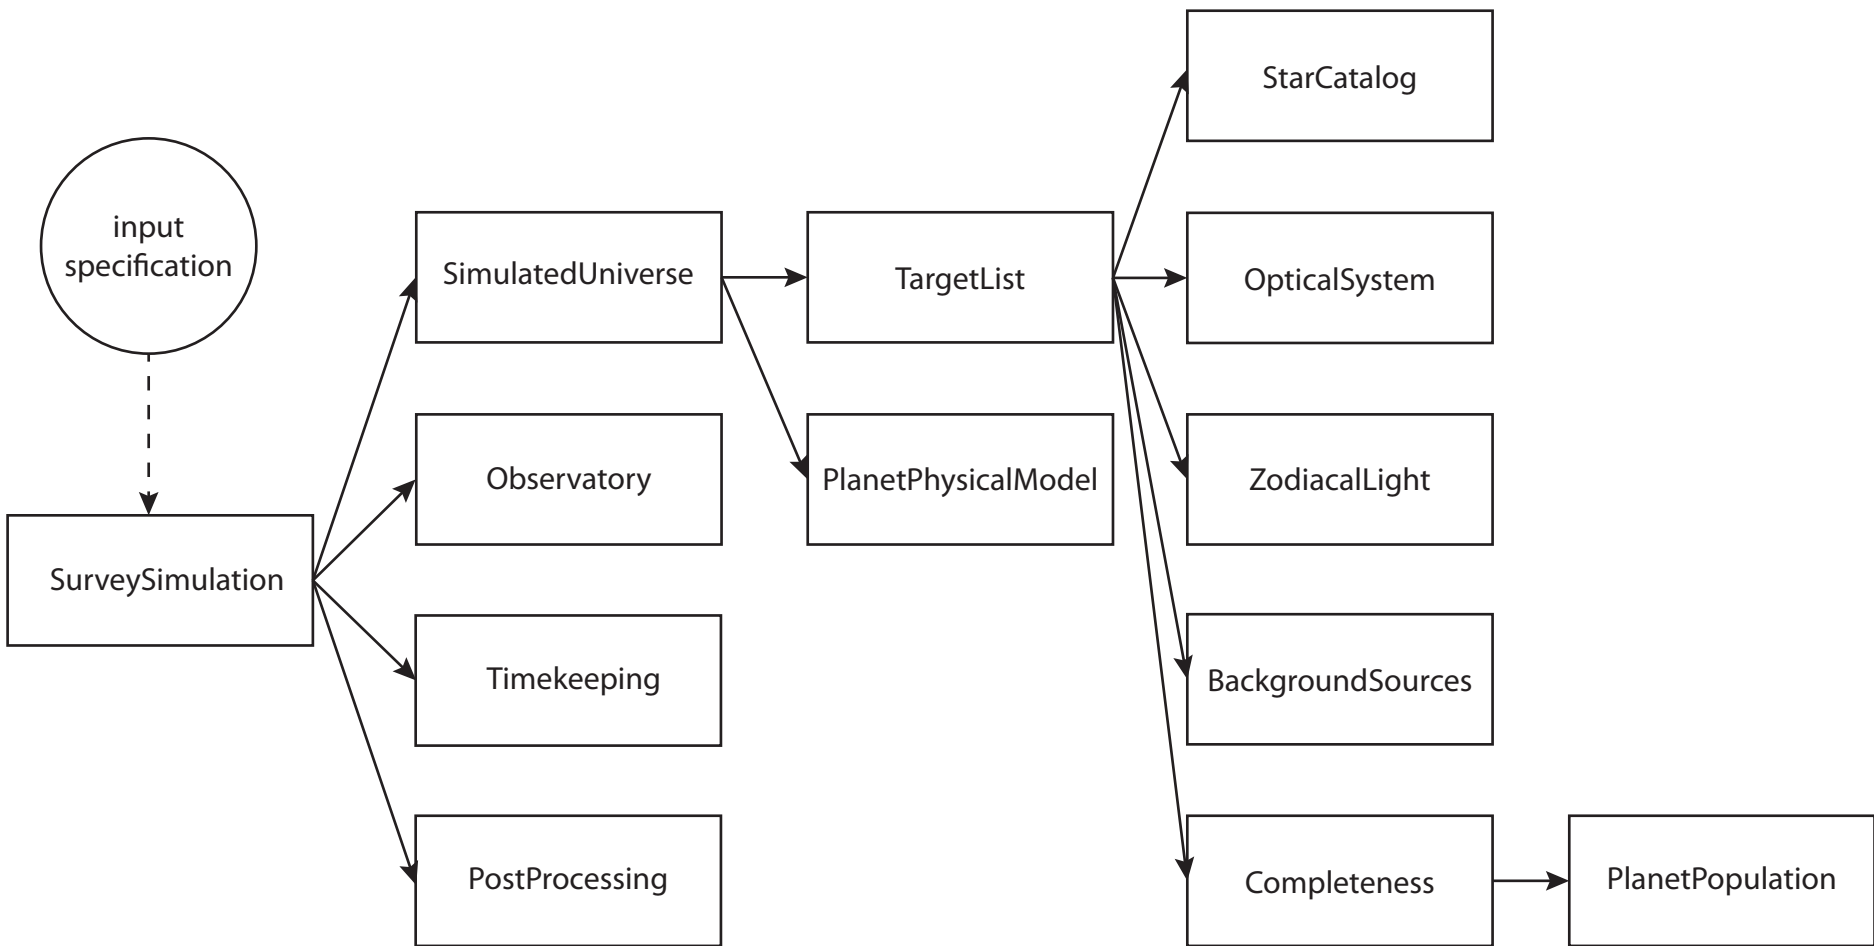 input
specification
SurveySimulation
SimulatedUniverse
Observatory
Timekeeping
PostProcessing
TargetList
PlanetPhysicalModel
StarCatalog
OpticalSystem
ZodiacalLight
BackgroundSources
Completeness
PlanetPopulation